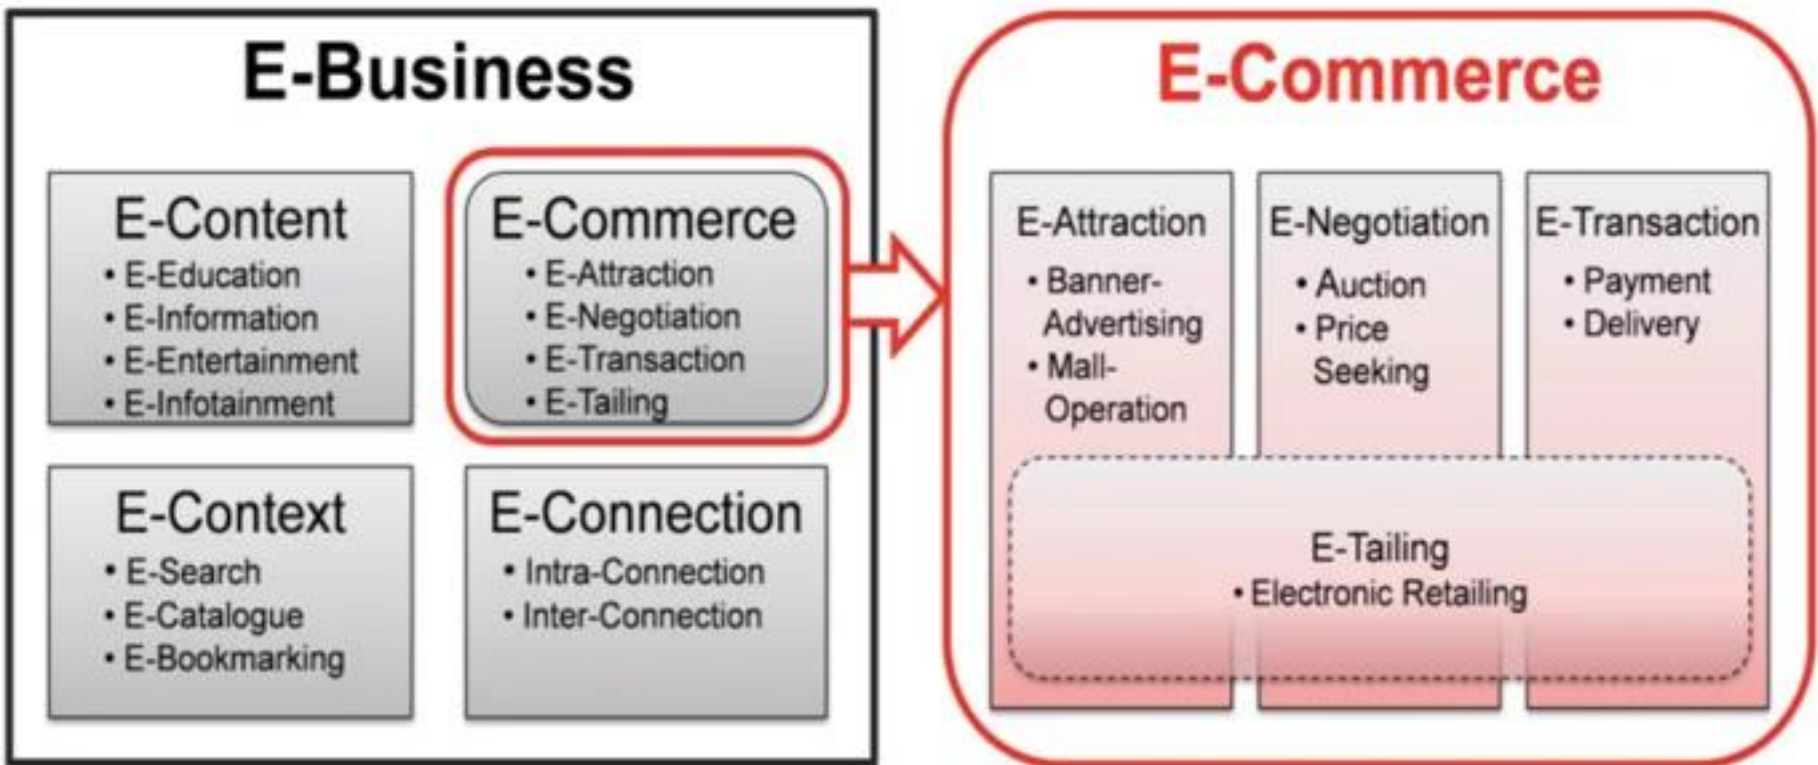 E-Business
E-Content
• E-Education
• E-Information
• E-Entertainment
• E-Infotainment
E-Commerce
• E-Attraction
• E-Negotiation
• E-Transaction
• E-Tailing
E-Context
• E-Search
• E-Catalogue
• E-Bookmarking
E-Connection
• Intra-Connection
• Inter-Connection
E-Commerce
E-Attraction
• Banner-
Advertising
• Mall-
Operation
E-Negotiation
• Auction
• Price
Seeking
E-Transaction
• Payment
• Delivery
E-Tailing
• Electronic Retailing